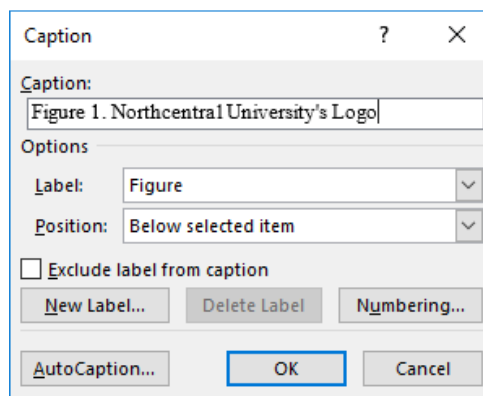 Caption ?
Caption:
Figure 1. Northcentral University's Logo
Options
Label: Figure
Position: Below selected item
Exclude label from caption
New Label... Delete Label Numbering...
AutoCaption... OK Cancel